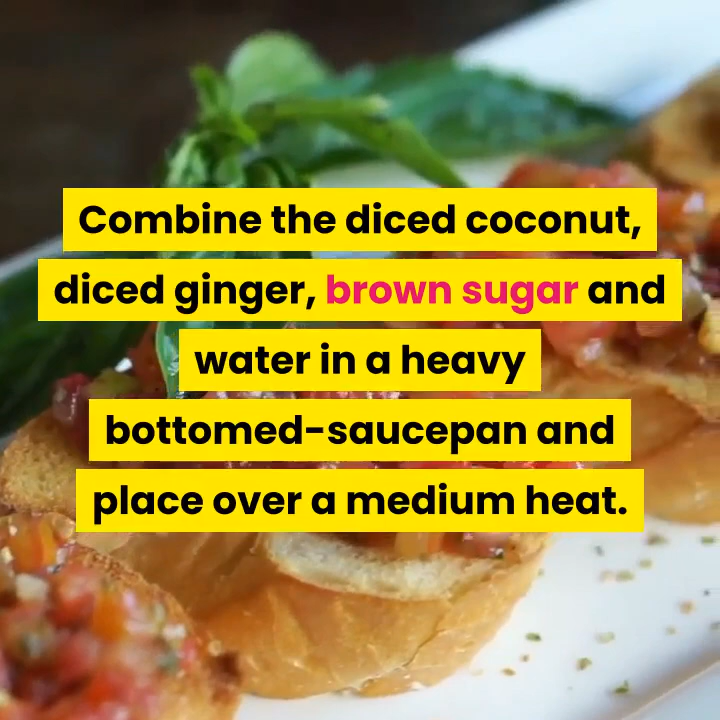 Combine the diced coconut,
diced ginger, brown sugar and
water in a heavy
bottomed-saucepan and
place over a medium heat.